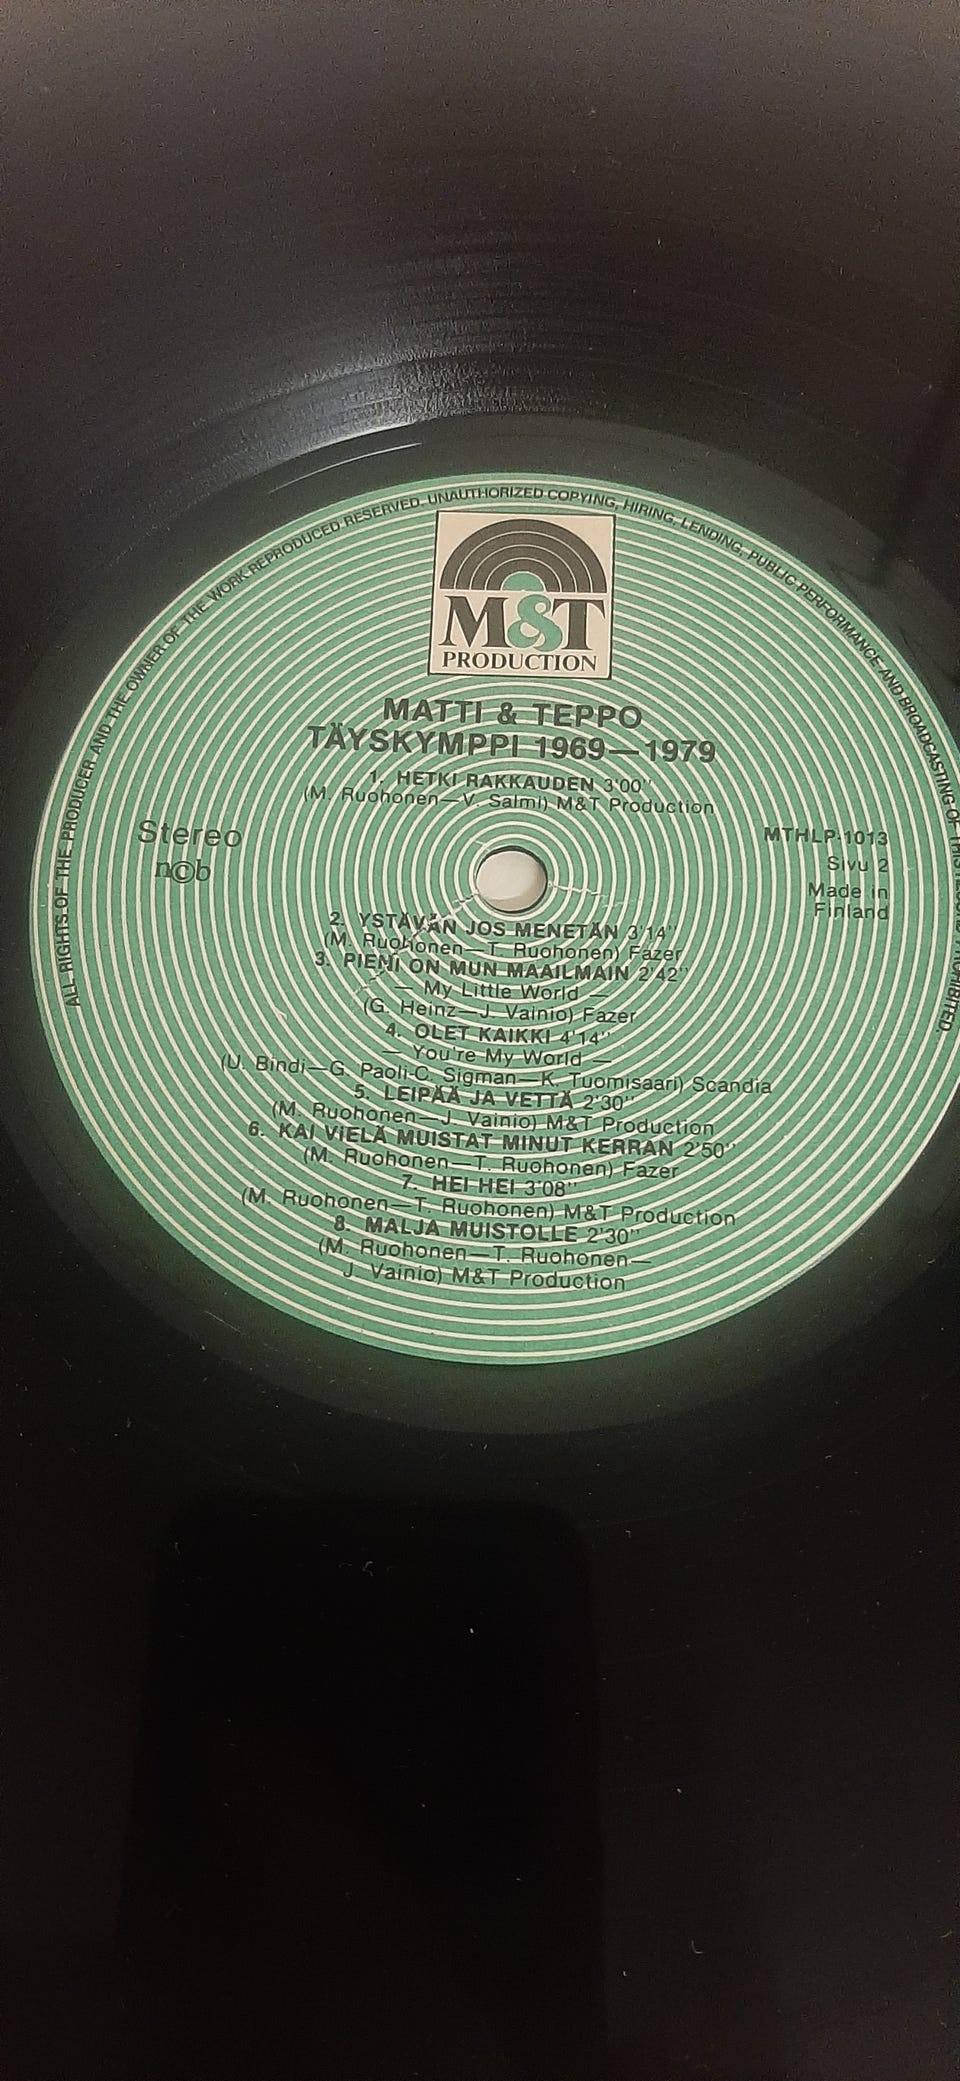 ALL RIGHTS OF THE PRODUCER AND THE OWNER OF THE WORK REPRODUCED RESERVED. UNAUTHORIZED COPYING, HIRING, LENDING, PUBLIC PERFORMANCE AND BROADCASTING OF THIS RECORD PROHIBITED.
M&T
PRODUCTION
MATTI & TEPPO
TÄYSKYMPPI 1969—1979
1. HETKI RAKKAUDEN 3'00''
(M. Ruohonen—V. Salmi) M&T Production
Stereo
n©b
MTHLP 1013
Sivu 2
Made in
Finland
2. YSTÄVÄN JOS MENETÄN 3'14''
(M. Ruohonen—T. Ruohonen) Fazer
3. PIENI ON MUN MAAILMAIN 2'42''
— My Little World —
(G. Heinz—J. Vainio) Fazer
4. OLET KAIKKI 4'14''
— You're My World —
(U. Bindi—G. Paoli-C. Sigman—K. Tuomisaari) Scandia
5. LEIPÄÄ JA VETTÄ 2'30''
(M. Ruohonen—J. Vainio) M&T Production
6. KAI VIELÄ MUISTAT MINUT KERRAN 2'50''
(M. Ruohonen—T. Ruohonen) Fazer
7. HEI HEI 3'08''
(M. Ruohonen—T. Ruohonen) M&T Production
8. MALJA MUISTOLLE 2'30''
(M. Ruohonen—T. Ruohonen—
J. Vainio) M&T Production